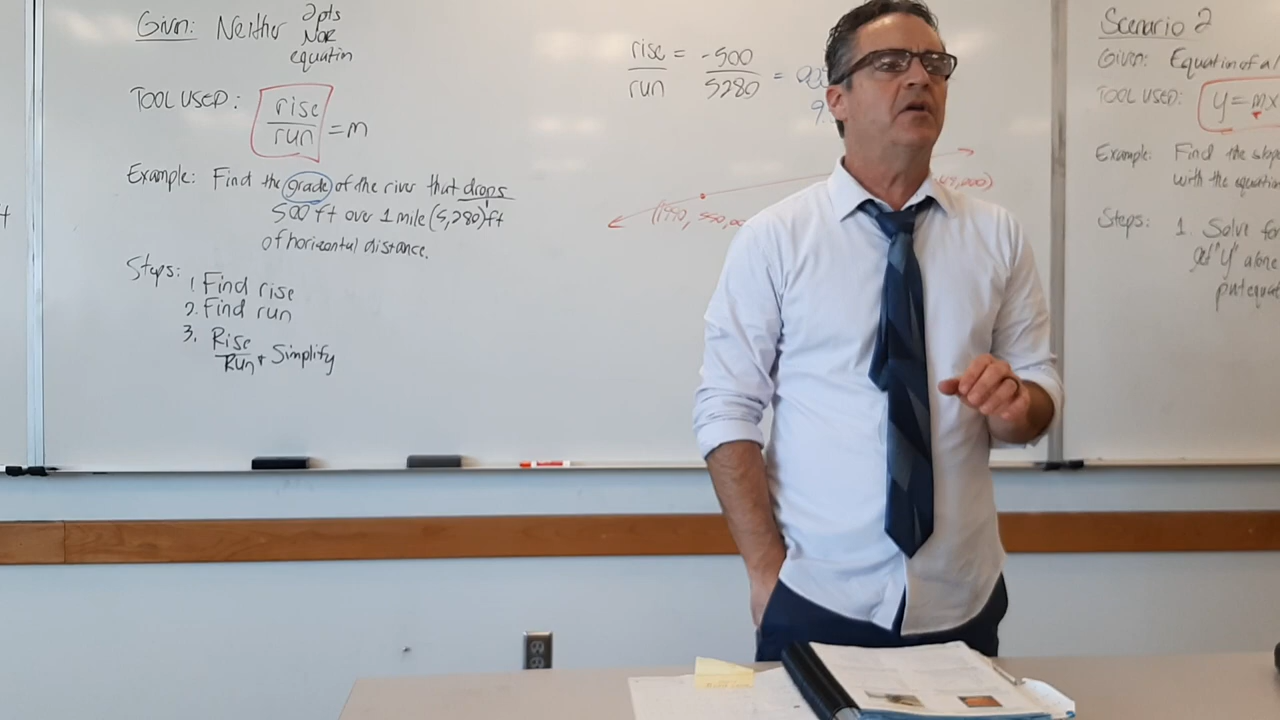 Given: Neither 2pts
NOR
equation
TOOL USED: rise
run = m
Example: Find the grade of the river that drops
500 ft over 1 mile (5,280) ft
of horizontal distance.
Steps: 1. Find rise
2. Find run
3. Rise
Run + Simplify
rise = -500
run 5280 =
(1990,
Scenario 2
Given: Equation of a
TOOL USED: y=mx
Example: Find the slope
with the equation
Steps: 1. Solve for
get "y" alone
ft